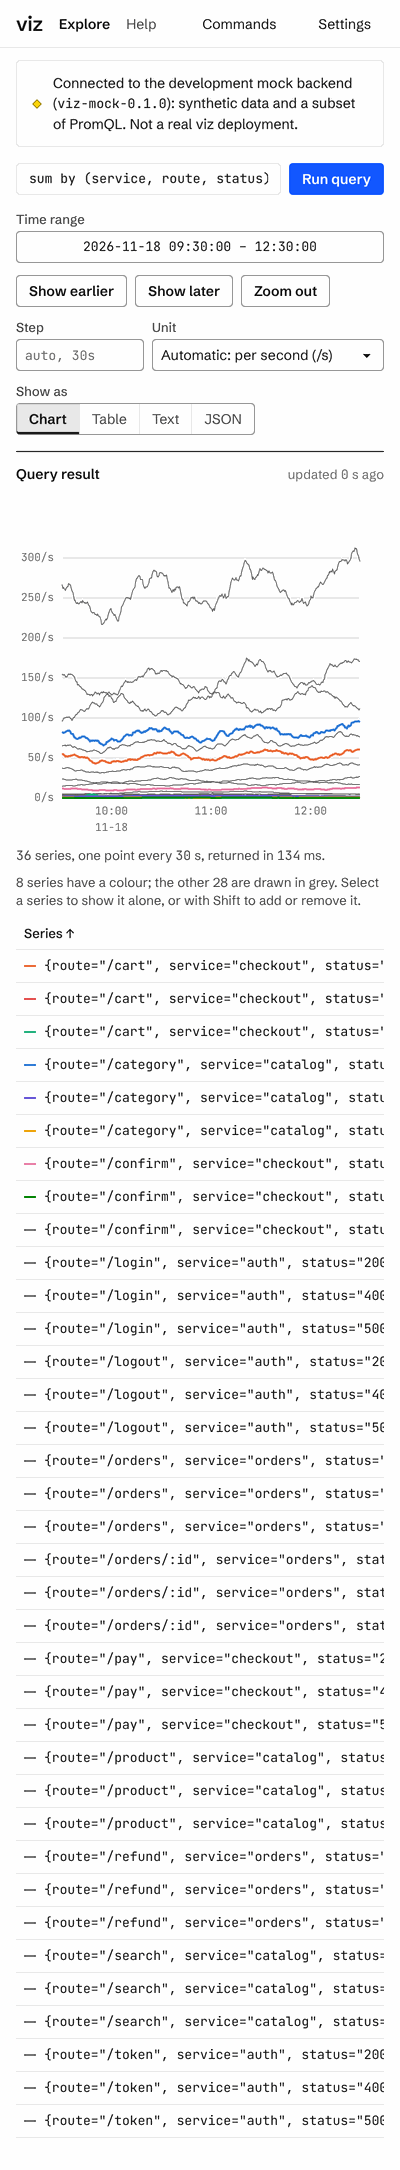 viz Explore Help Commands Settings
Connected to the development mock backend
(viz-mock-0.1.0): synthetic data and a subset
of PromQL. Not a real viz deployment.
sum by (service, route, status)
Run query
Time range
2026-11-18 09:30:00 – 12:30:00
Show earlier
Show later
Zoom out
Step
Unit
auto, 30s
Automatic: per second (/s)
Show as
Chart
Table
Text
JSON
Query result
updated 0 s ago
300/s
250/s
200/s
150/s
100/s
50/s
0/s
10:00
11:00
12:00
11-18
36 series, one point every 30 s, returned in 134 ms.
8 series have a colour; the other 28 are drawn in grey. Select
a series to show it alone, or with Shift to add or remove it.
Series ↑
{route="/cart", service="checkout", status="
{route="/cart", service="checkout", status="
{route="/cart", service="checkout", status="
{route="/category", service="catalog", statu
{route="/category", service="catalog", statu
{route="/category", service="catalog", statu
{route="/confirm", service="checkout", statu
{route="/confirm", service="checkout", statu
{route="/confirm", service="checkout", statu
{route="/login", service="auth", status="200
{route="/login", service="auth", status="400
{route="/login", service="auth", status="500
{route="/logout", service="auth", status="20
{route="/logout", service="auth", status="40
{route="/logout", service="auth", status="50
{route="/orders", service="orders", status="
{route="/orders", service="orders", status="
{route="/orders", service="orders", status="
{route="/orders/:id", service="orders", stat
{route="/orders/:id", service="orders", stat
{route="/orders/:id", service="orders", stat
{route="/pay", service="checkout", status="2
{route="/pay", service="checkout", status="4
{route="/pay", service="checkout", status="5
{route="/product", service="catalog", status
{route="/product", service="catalog", status
{route="/product", service="catalog", status
{route="/refund", service="orders", status="
{route="/refund", service="orders", status="
{route="/refund", service="orders", status="
{route="/search", service="catalog", status=
{route="/search", service="catalog", status=
{route="/search", service="catalog", status=
{route="/token", service="auth", status="200
{route="/token", service="auth", status="400
{route="/token", service="auth", status="500